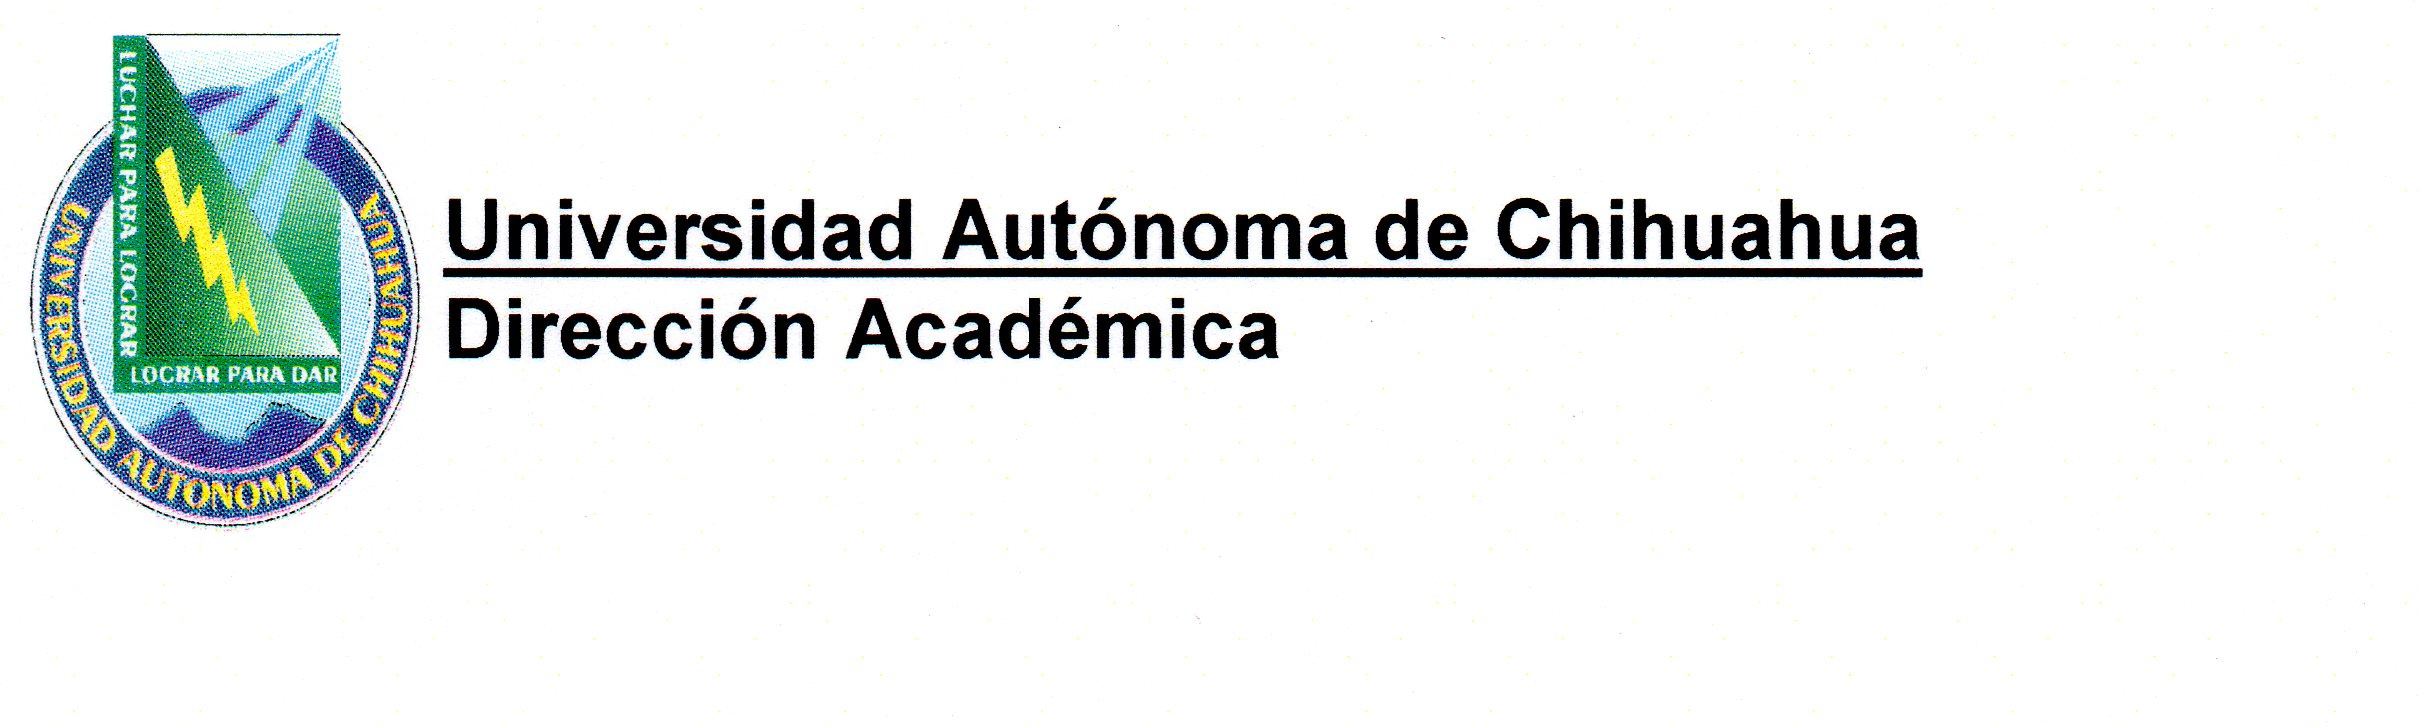 LUCHAR PARA LOGRAR
LOGRAR PARA DAR
UNIVERSIDAD AUTONOMA DE CHIHUAHUA
Universidad Autónoma de Chihuahua
Dirección Académica